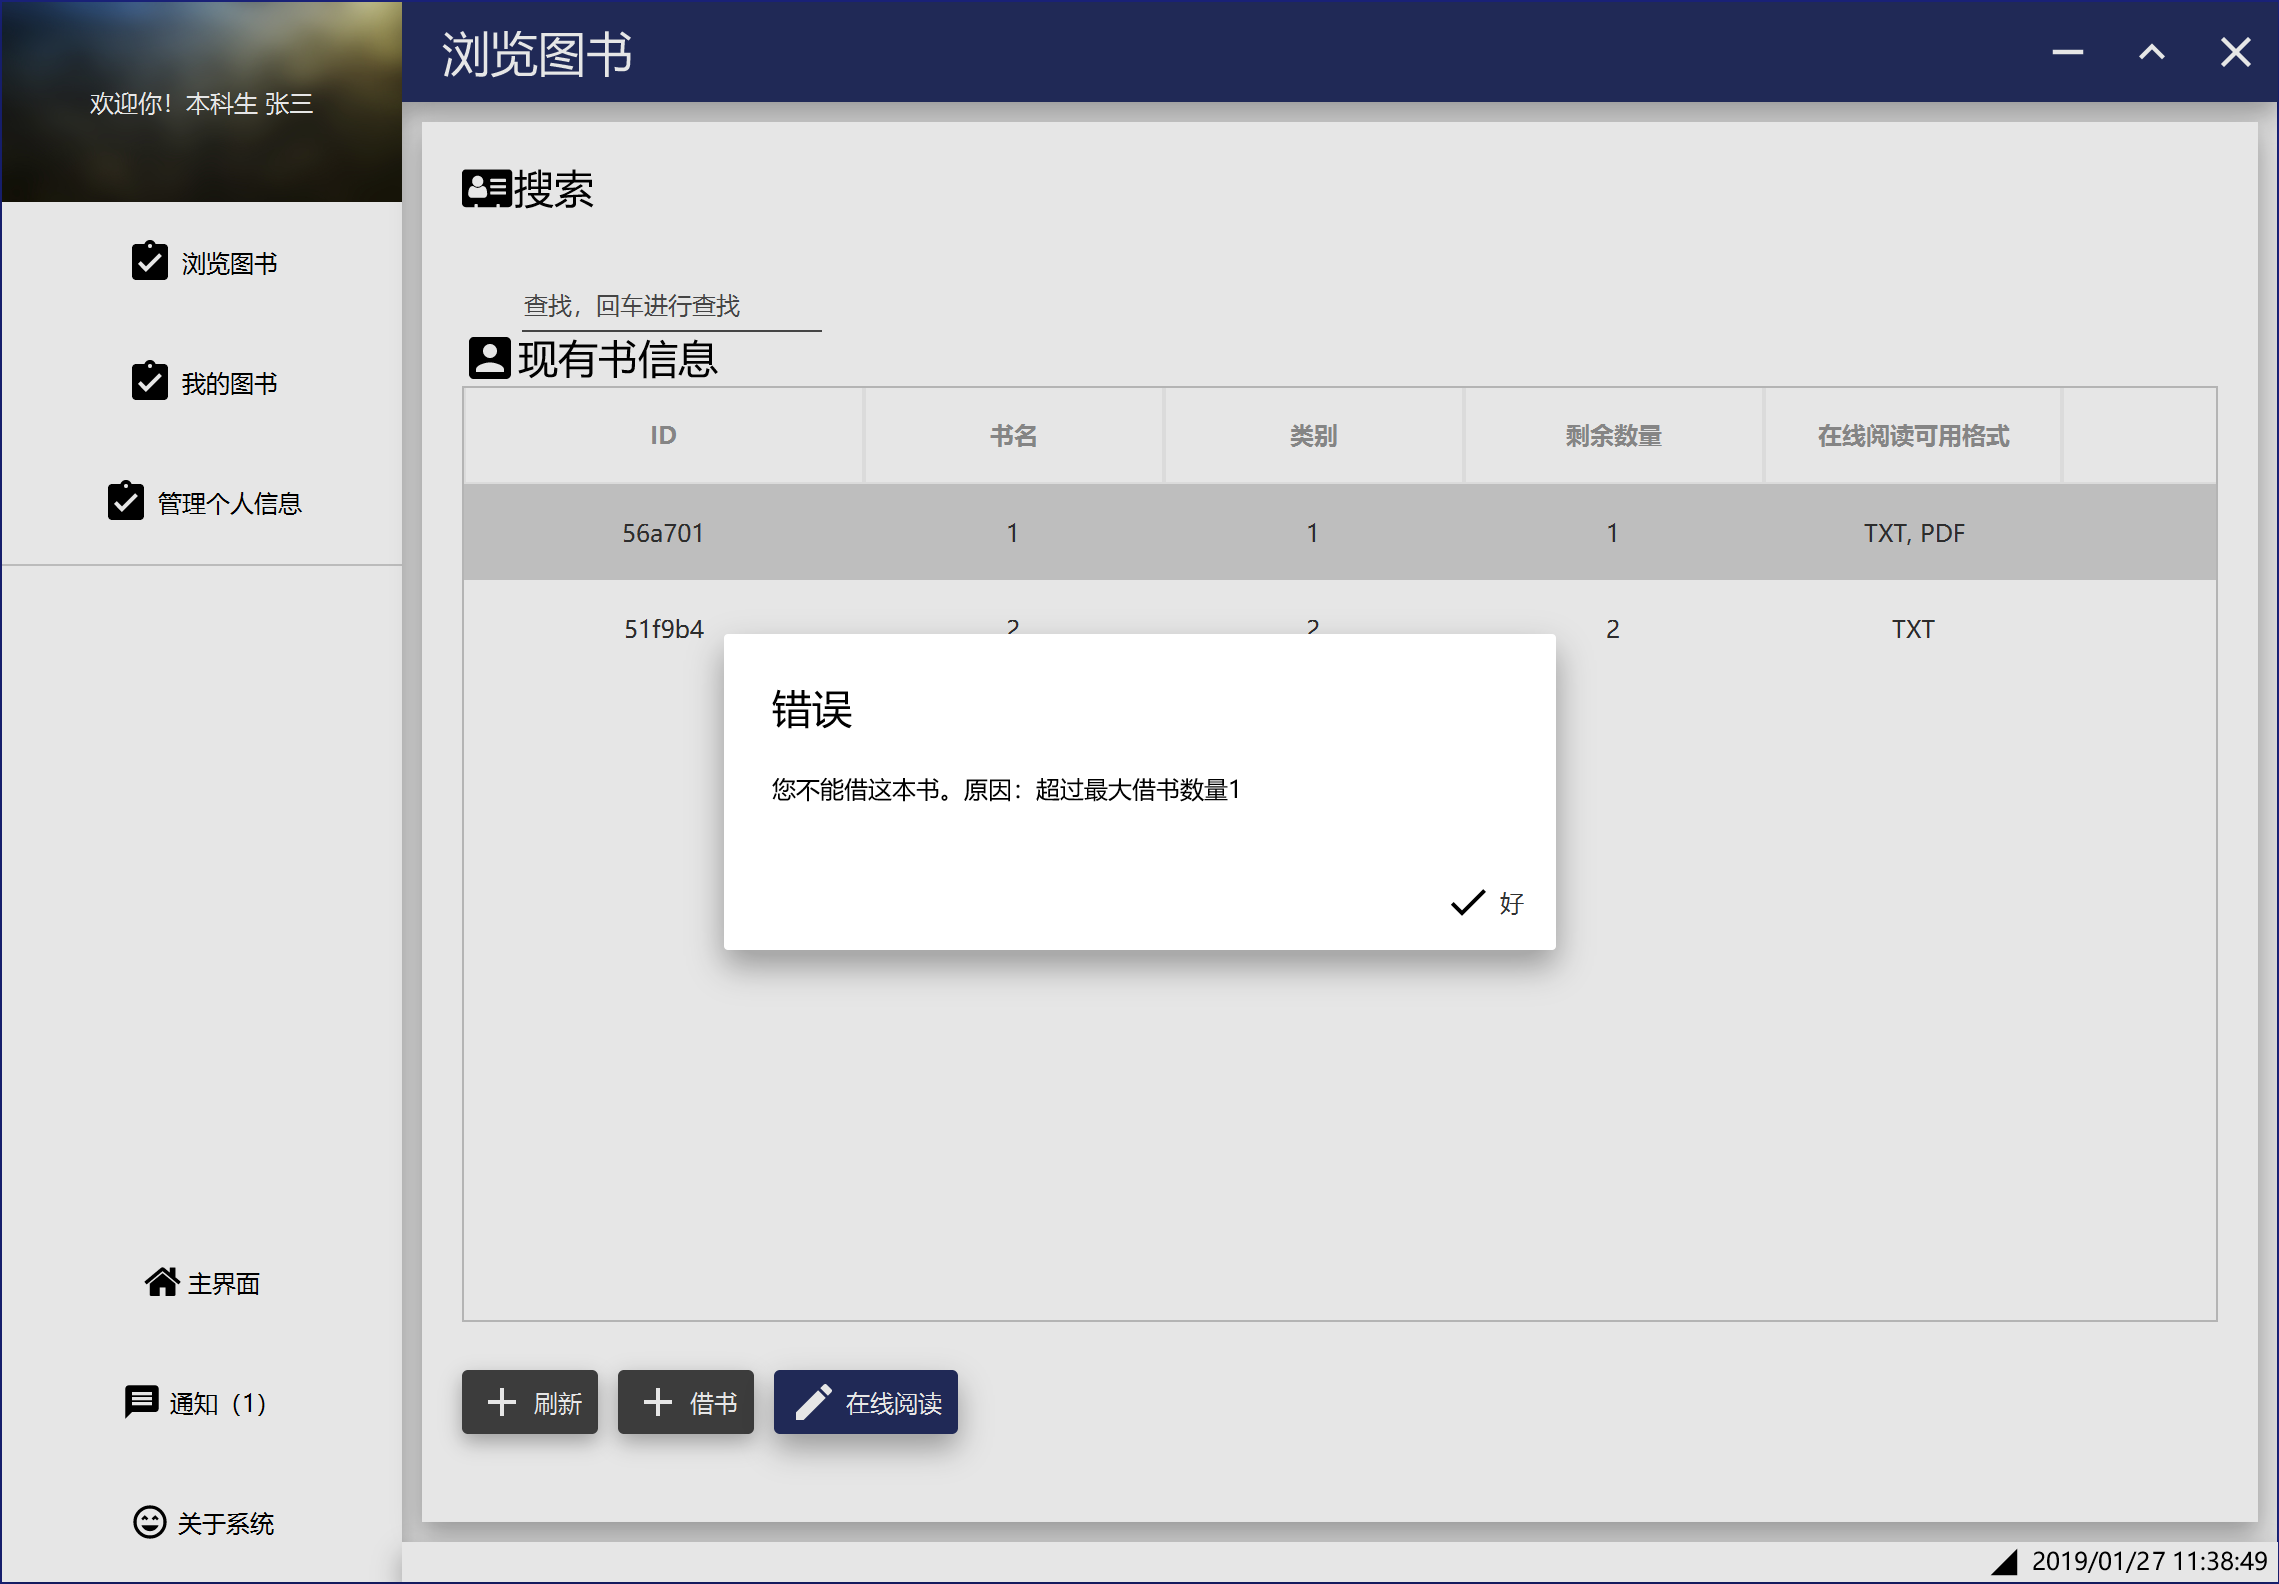 欢迎你！本科生 张三
浏览图书
我的图书
管理个人信息
主界面
通知（1）
关于系统
浏览图书
搜索
查找，回车进行查找
现有书信息
ID 书名 类别 剩余数量 在线阅读可用格式
56a701 1 1 1 TXT, PDF
51f9b4 2 2 2 TXT
错误
您不能借这本书。原因：超过最大借书数量1
好
刷新 借书 在线阅读
2019/01/27 11:38:49